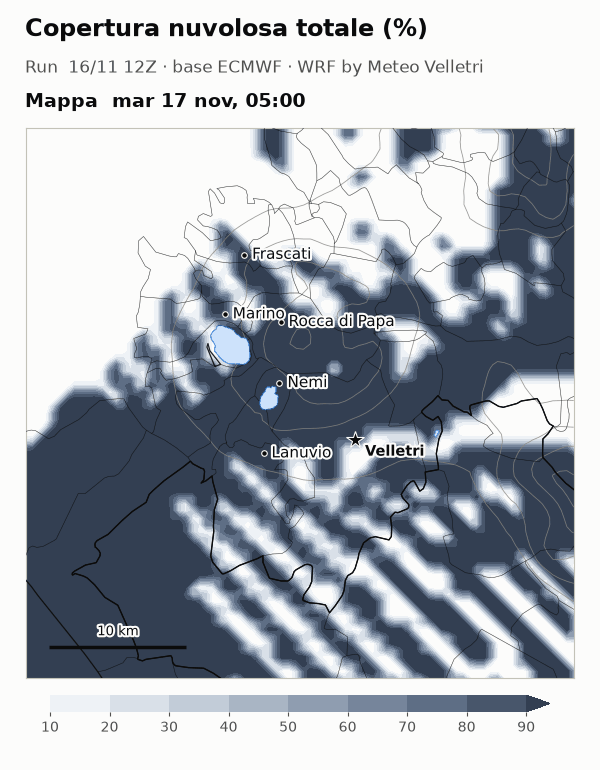 Copertura nuvolosa totale (%)
Run  16/11 12Z · base ECMWF · WRF by Meteo Velletri
Mappa  mar 17 nov, 05:00
Frascati
Marino
Rocca di Papa
Nemi
Velletri
Lanuvio
10 km
10 20 30 40 50 60 70 80 90